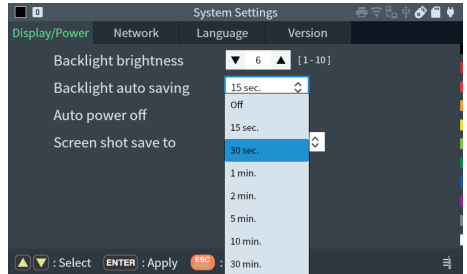 0 System Settings
Display/Power Network Language Version
Backlight brightness ▼ 6 ▲ [1-10]
Backlight auto saving 15 sec.
Off
Auto power off
15 sec.
Screen shot save to
30 sec.
1 min.
2 min.
5 min.
10 min.
▲ ▼ : Select ENTER : Apply ESC :
30 min.